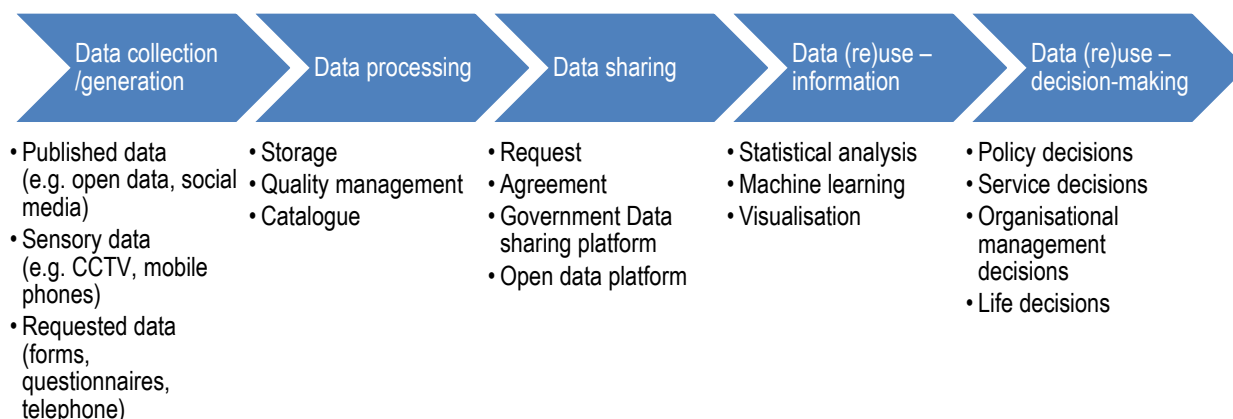 Data collection
/generation
Data processing
Data sharing
Data (re)use –
information
Data (re)use –
decision-making
• Published data
(e.g. open data, social
media)
• Sensory data
(e.g. CCTV, mobile
phones)
• Requested data
(forms,
questionnaires,
telephone)
• Storage
• Quality management
• Catalogue
• Request
• Agreement
• Government Data
sharing platform
• Open data platform
• Statistical analysis
• Machine learning
• Visualisation
• Policy decisions
• Service decisions
• Organisational
management
decisions
• Life decisions